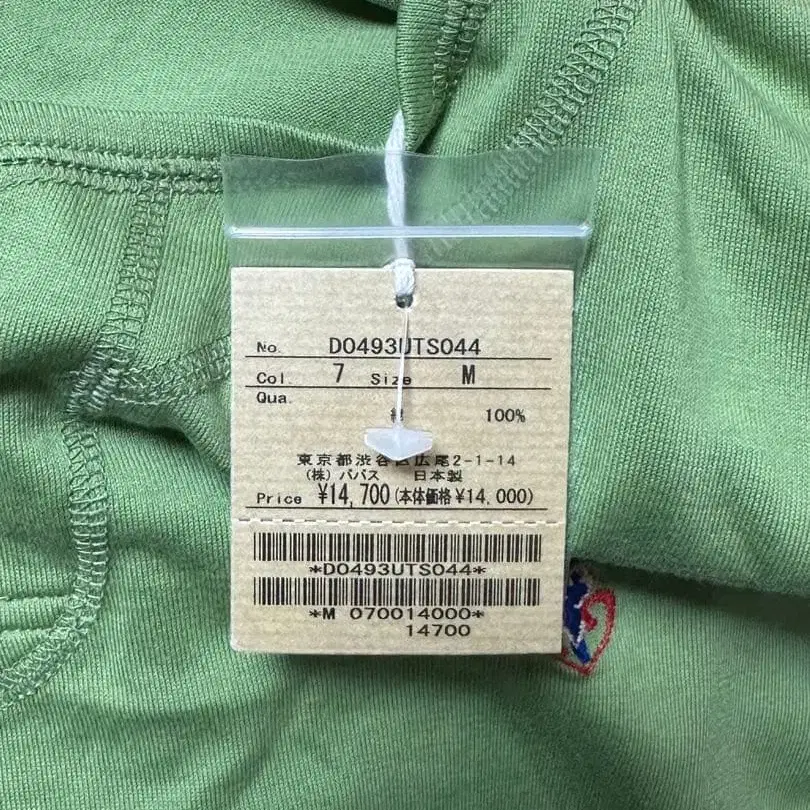 No. D0493UTS044
Col. 7 Size M
Qua.
綿 100%
東京都渋谷区広尾2-1-14
(株) パパス 日本製
Price ¥14,700(本体価格¥14,000)
*D0493UTS044*
*M 070014000*
14700